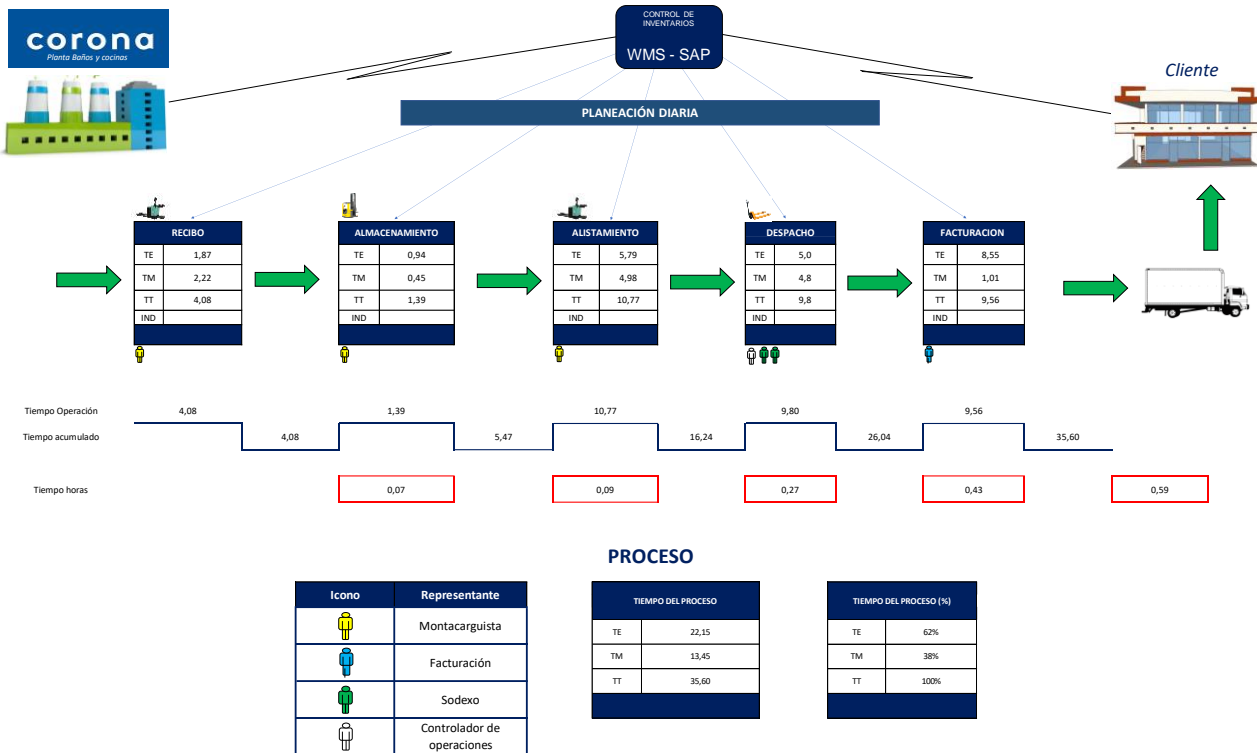 corona
Planta Baños y cocinas
CONTROL DE
INVENTARIOS
WMS - SAP
Cliente
PLANEACIÓN DIARIA
RECIBO
TE 1,87
TM 2,22
TT 4,08
IND
ALMACENAMIENTO
TE 0,94
TM 0,45
TT 1,39
IND
ALISTAMIENTO
TE 5,79
TM 4,98
TT 10,77
IND
DESPACHO
TE 5,0
TM 4,8
TT 9,8
IND
FACTURACION
TE 8,55
TM 1,01
TT 9,56
IND
Tiempo Operación 4,08 1,39 10,77 9,80 9,56
Tiempo acumulado 4,08 5,47 16,24 26,04 35,60
Tiempo horas 0,07 0,09 0,27 0,43 0,59
PROCESO
Icono Representante
Montacarguista
Facturación
Sodexo
Controlador de
operaciones
TIEMPO DEL PROCESO
TE 22,15
TM 13,45
TT 35,60
TIEMPO DEL PROCESO (%)
TE 62%
TM 38%
TT 100%